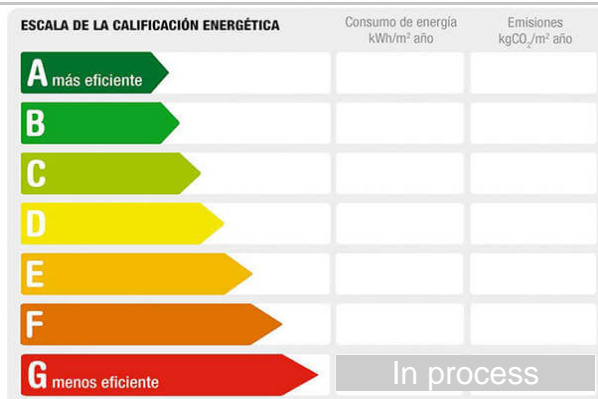 ESCALA DE LA CALIFICACIÓN ENERGÉTICA
Consumo de energía
kWh/m² año
Emisiones
kgCO₂/m² año
A más eficiente
B
C
D
E
F
G menos eficiente
In process